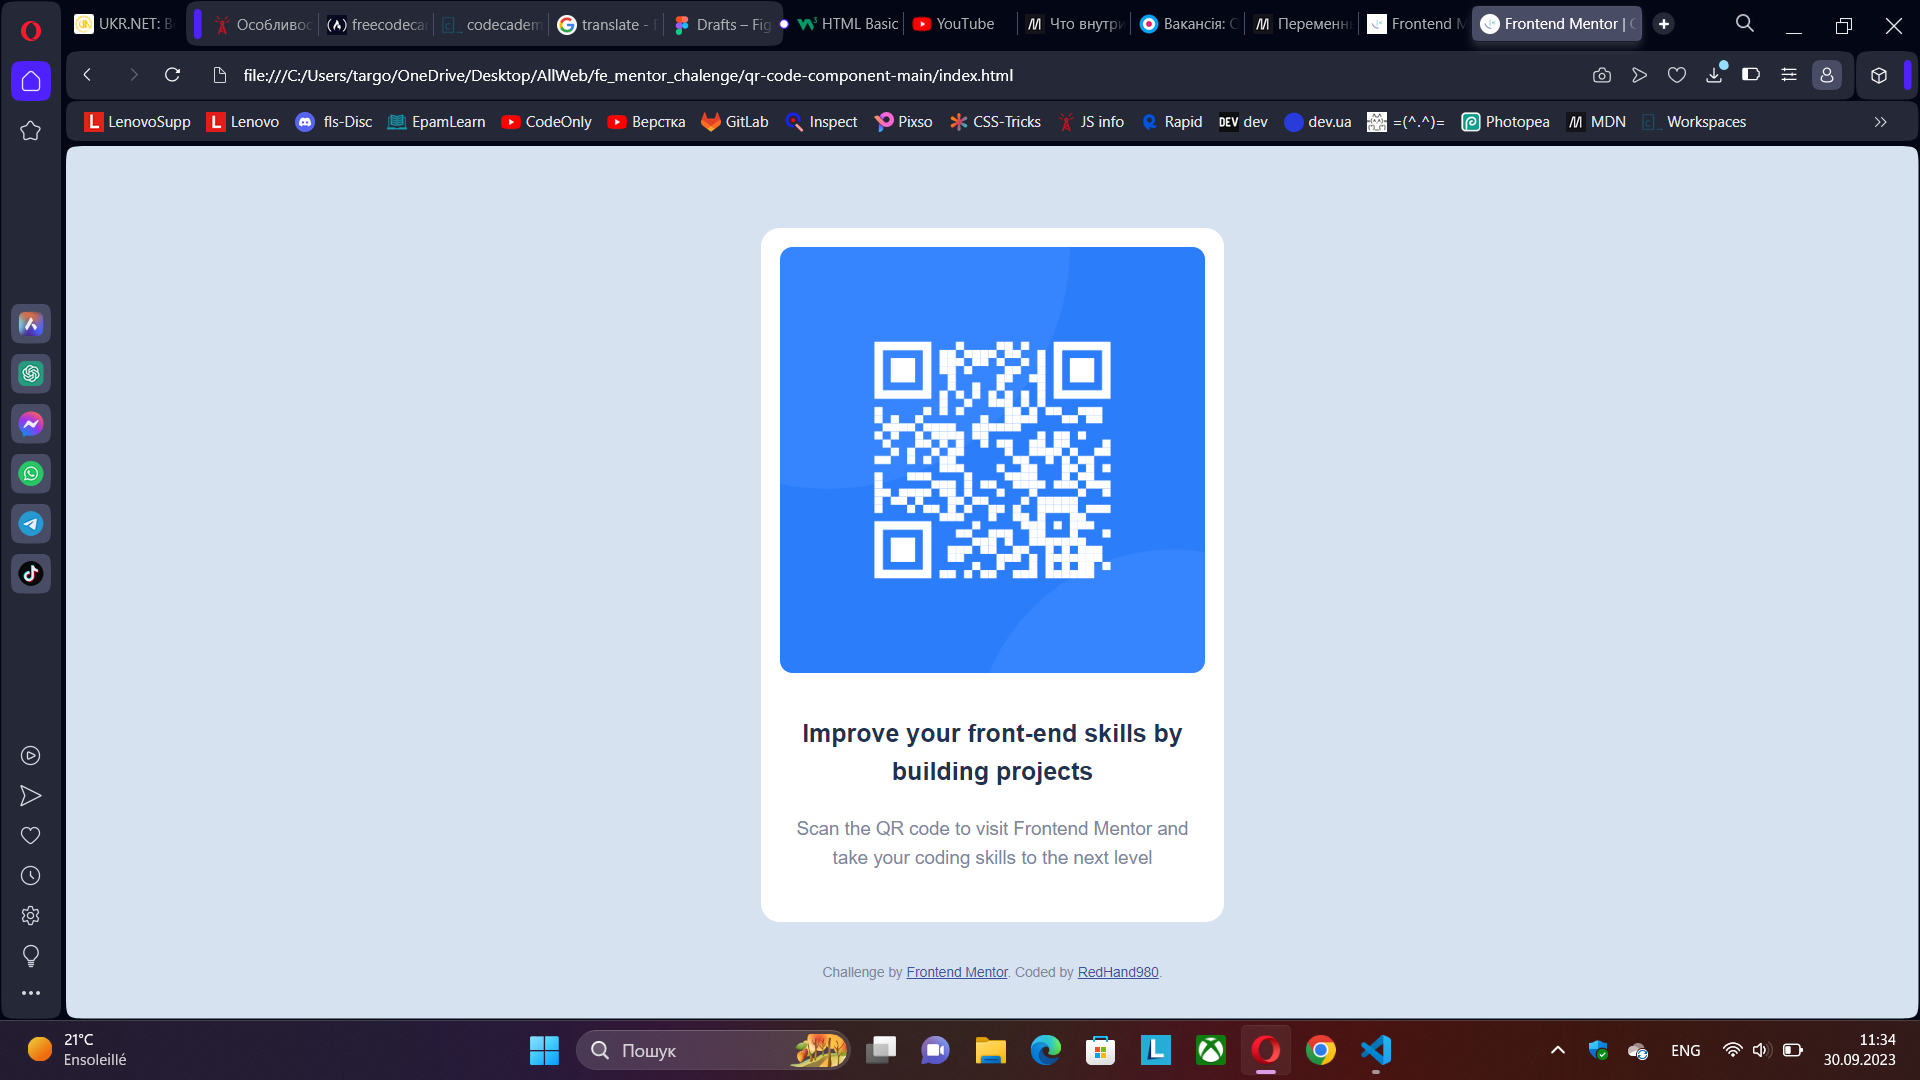 UKR.NET: В
Особливос
freecodeca
codecadem
translate - 
Drafts – Fig
HTML Basic
YouTube
Что внутри
Вакансія: С
Переменнь
Frontend M
Frontend Mentor |
file:///C:/Users/targo/OneDrive/Desktop/AllWeb/fe_mentor_chalenge/qr-code-component-main/index.html
LenovoSupp
Lenovo
fls-Disc
EpamLearn
CodeOnly
Верстка
GitLab
Inspect
Pixso
CSS-Tricks
JS info
Rapid
DEV dev
dev.ua
=(^.^)=
Photopea
MDN
Workspaces
Improve your front-end skills by
building projects
Scan the QR code to visit Frontend Mentor and
take your coding skills to the next level
Challenge by Frontend Mentor. Coded by RedHand980.
21°C
Ensoleillé
Пошук
ENG
11:34
30.09.2023